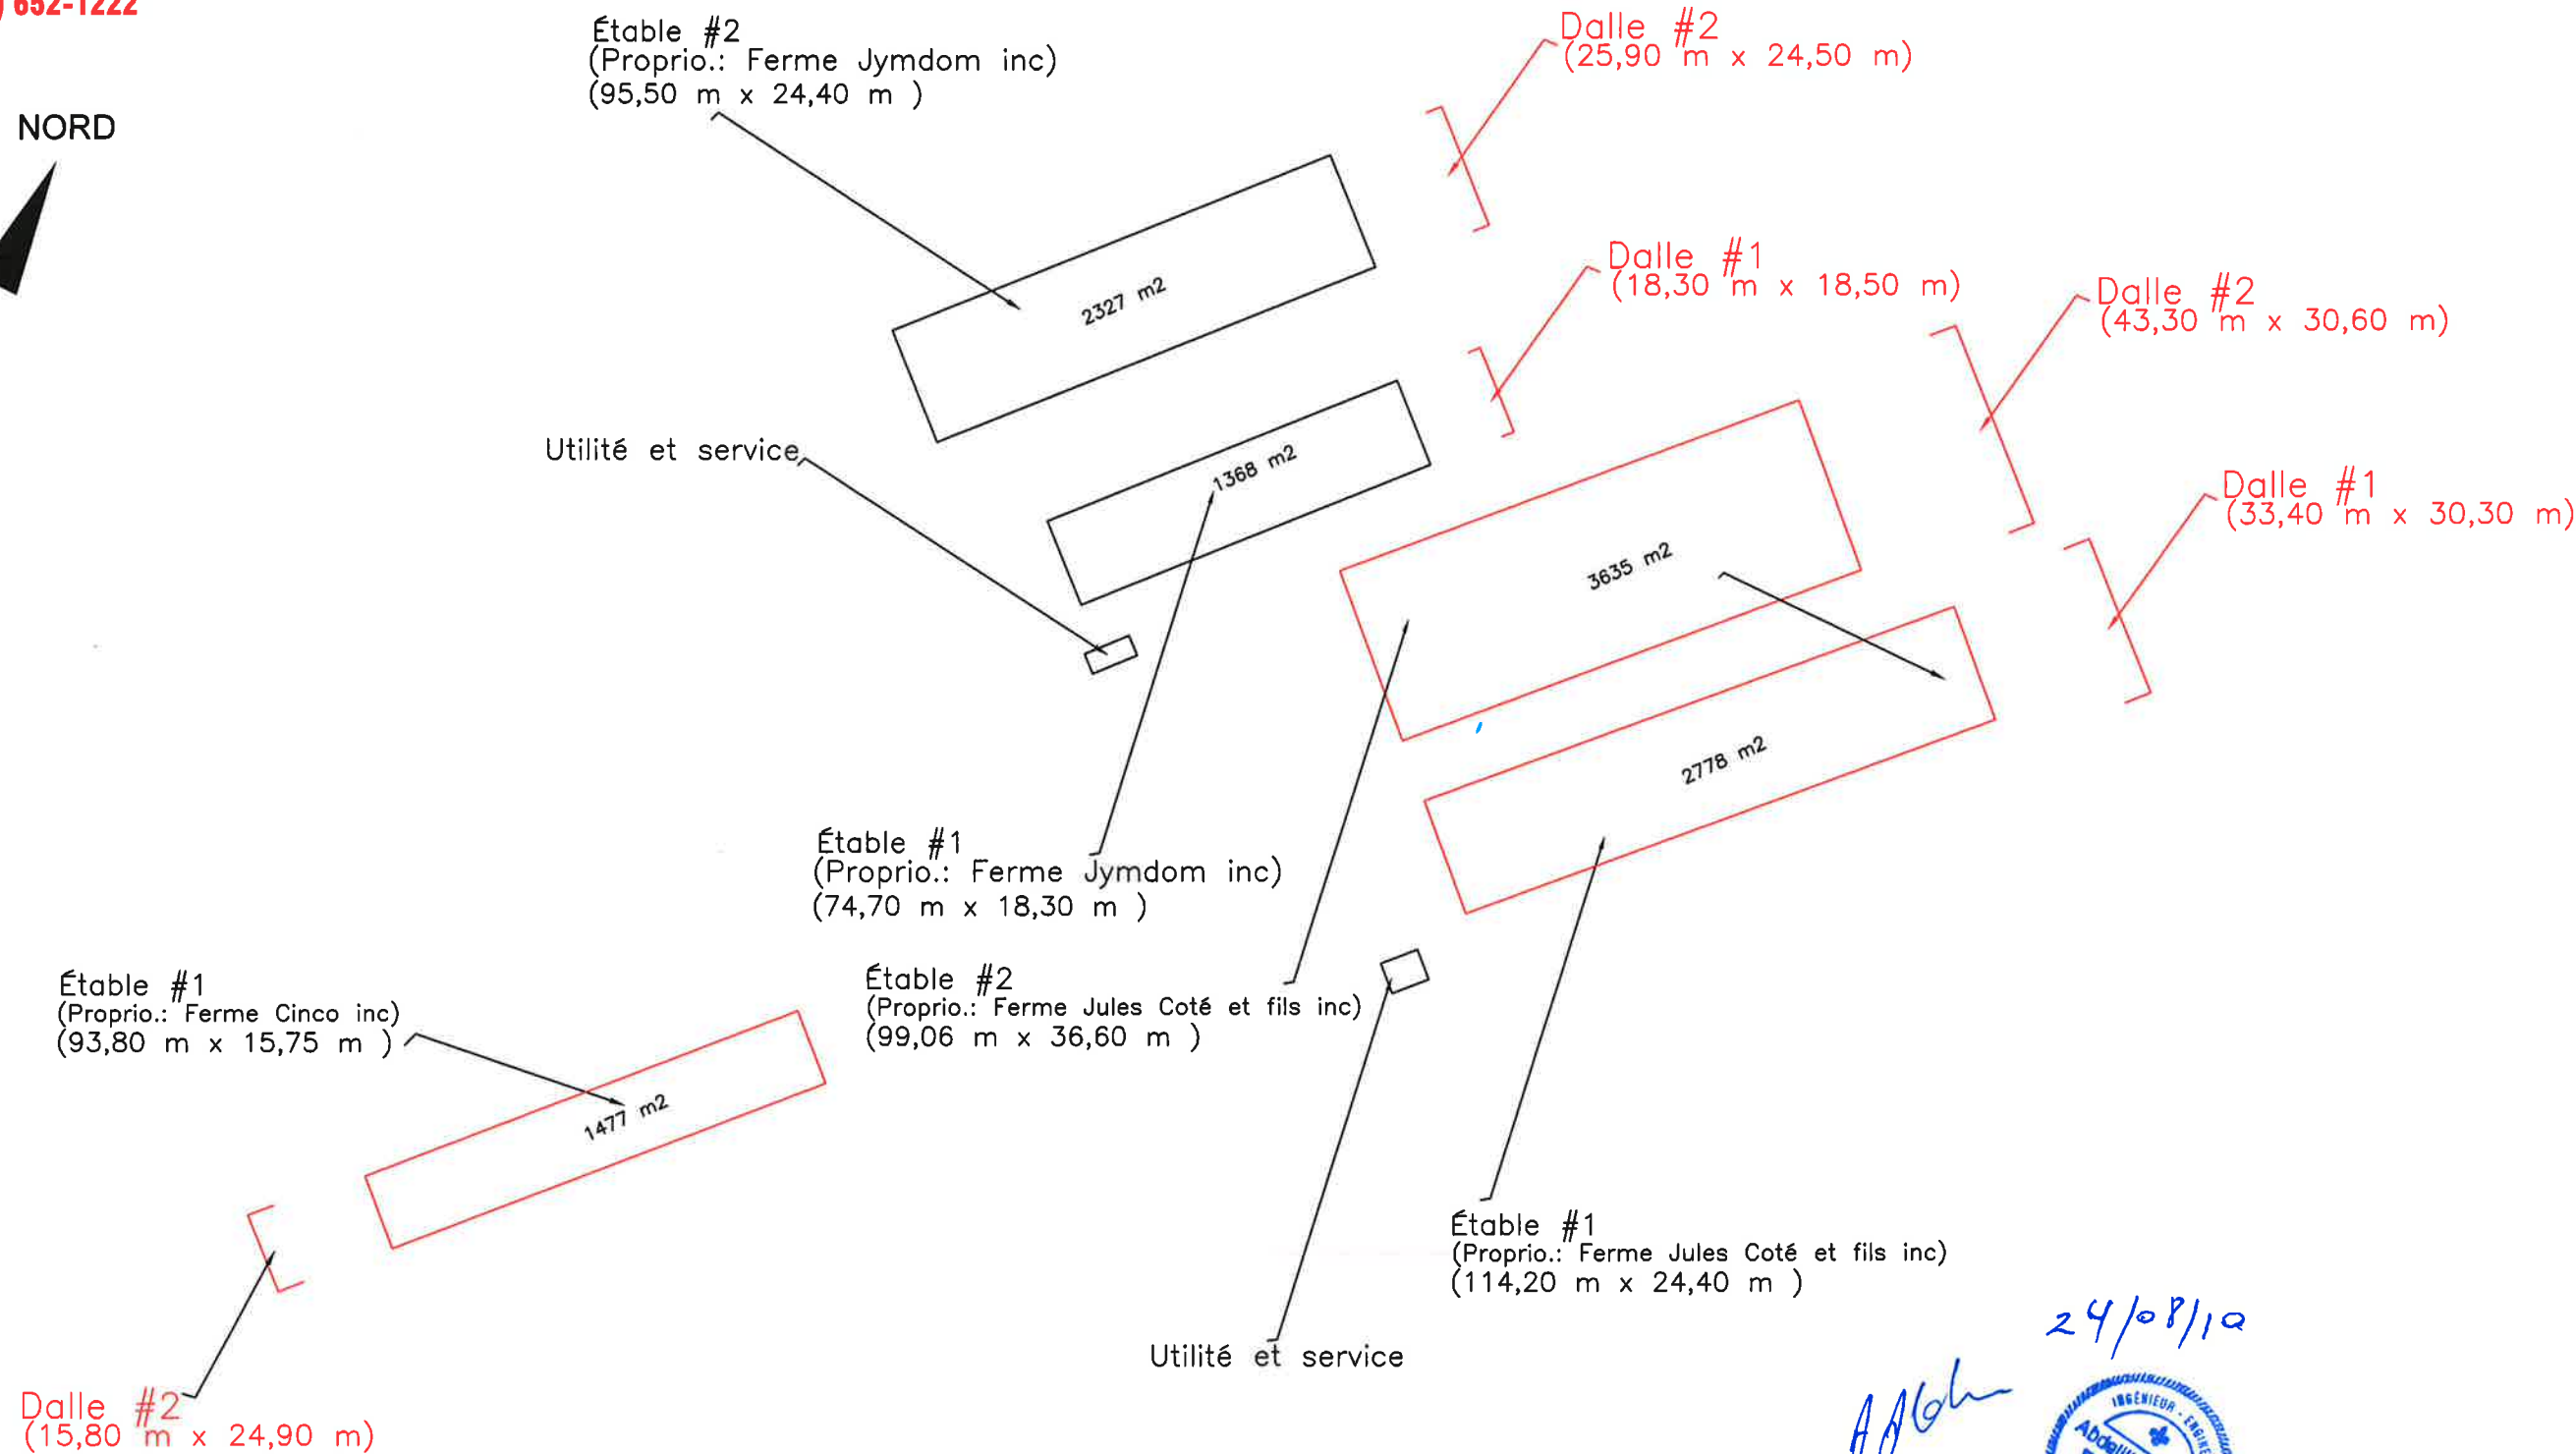 ) 652-1222
NORD
Étable #2
(Proprio.: Ferme Jymdom inc)
(95,50 m x 24,40 m )
Dalle #2
(25,90 m x 24,50 m)
2327 m2
Dalle #1
(18,30 m x 18,50 m)
Dalle #2
(43,30 m x 30,60 m)
Utilité et service
1368 m2
Dalle #1
(33,40 m x 30,30 m)
3635 m2
2778 m2
Étable #1
(Proprio.: Ferme Jymdom inc)
(74,70 m x 18,30 m )
Étable #1
(Proprio.: Ferme Cinco inc)
(93,80 m x 15,75 m )
Étable #2
(Proprio.: Ferme Jules Coté et fils inc)
(99,06 m x 36,60 m )
1477 m2
Étable #1
(Proprio.: Ferme Jules Coté et fils inc)
(114,20 m x 24,40 m )
Utilité et service
24/08/10
Dalle #2
(15,80 m x 24,90 m)
INGÉNIEUR